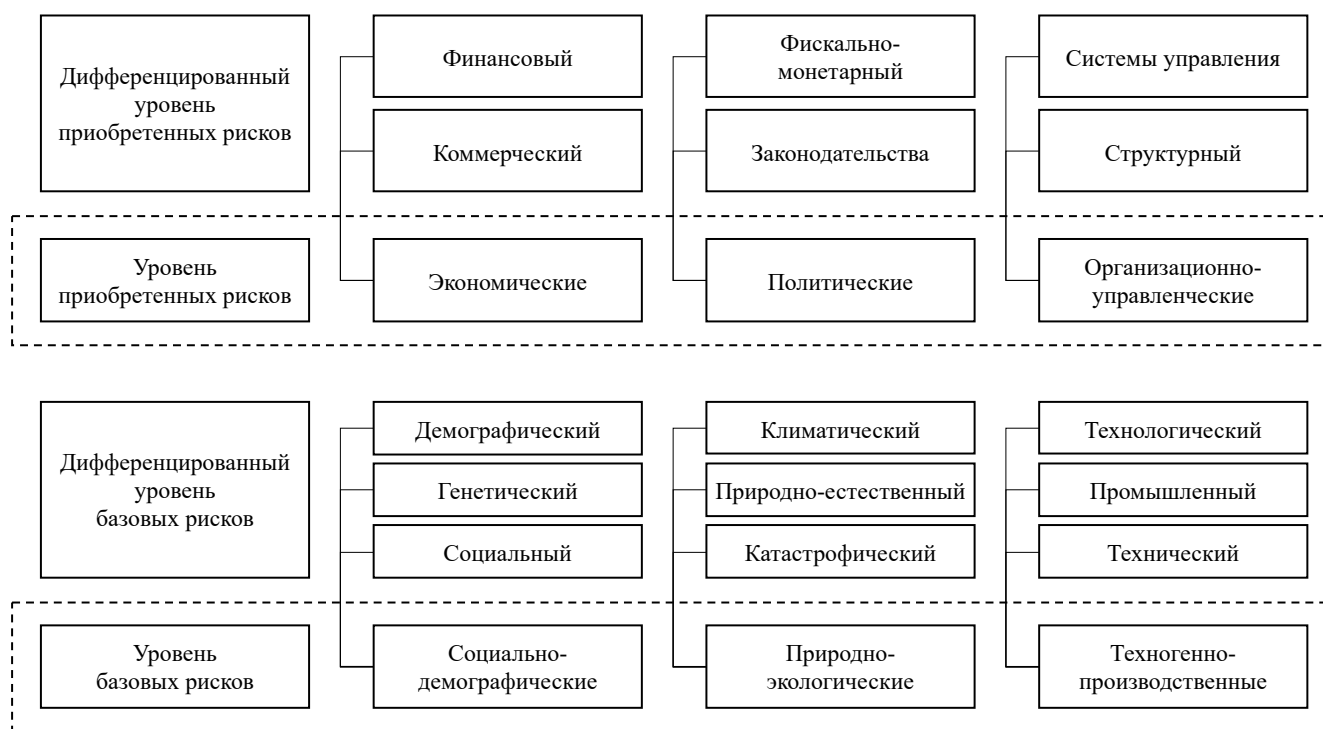 Дифференцированный
уровень
приобретенных рисков
Финансовый
Фискально-
монетарный
Системы управления
Коммерческий
Законодательства
Структурный
Уровень
приобретенных рисков
Экономические
Политические
Организационно-
управленческие
Дифференцированный
уровень
базовых рисков
Демографический
Климатический
Технологический
Генетический
Природно-естественный
Промышленный
Социальный
Катастрофический
Технический
Уровень
базовых рисков
Социально-
демографические
Природно-
экологические
Техногенно-
производственные